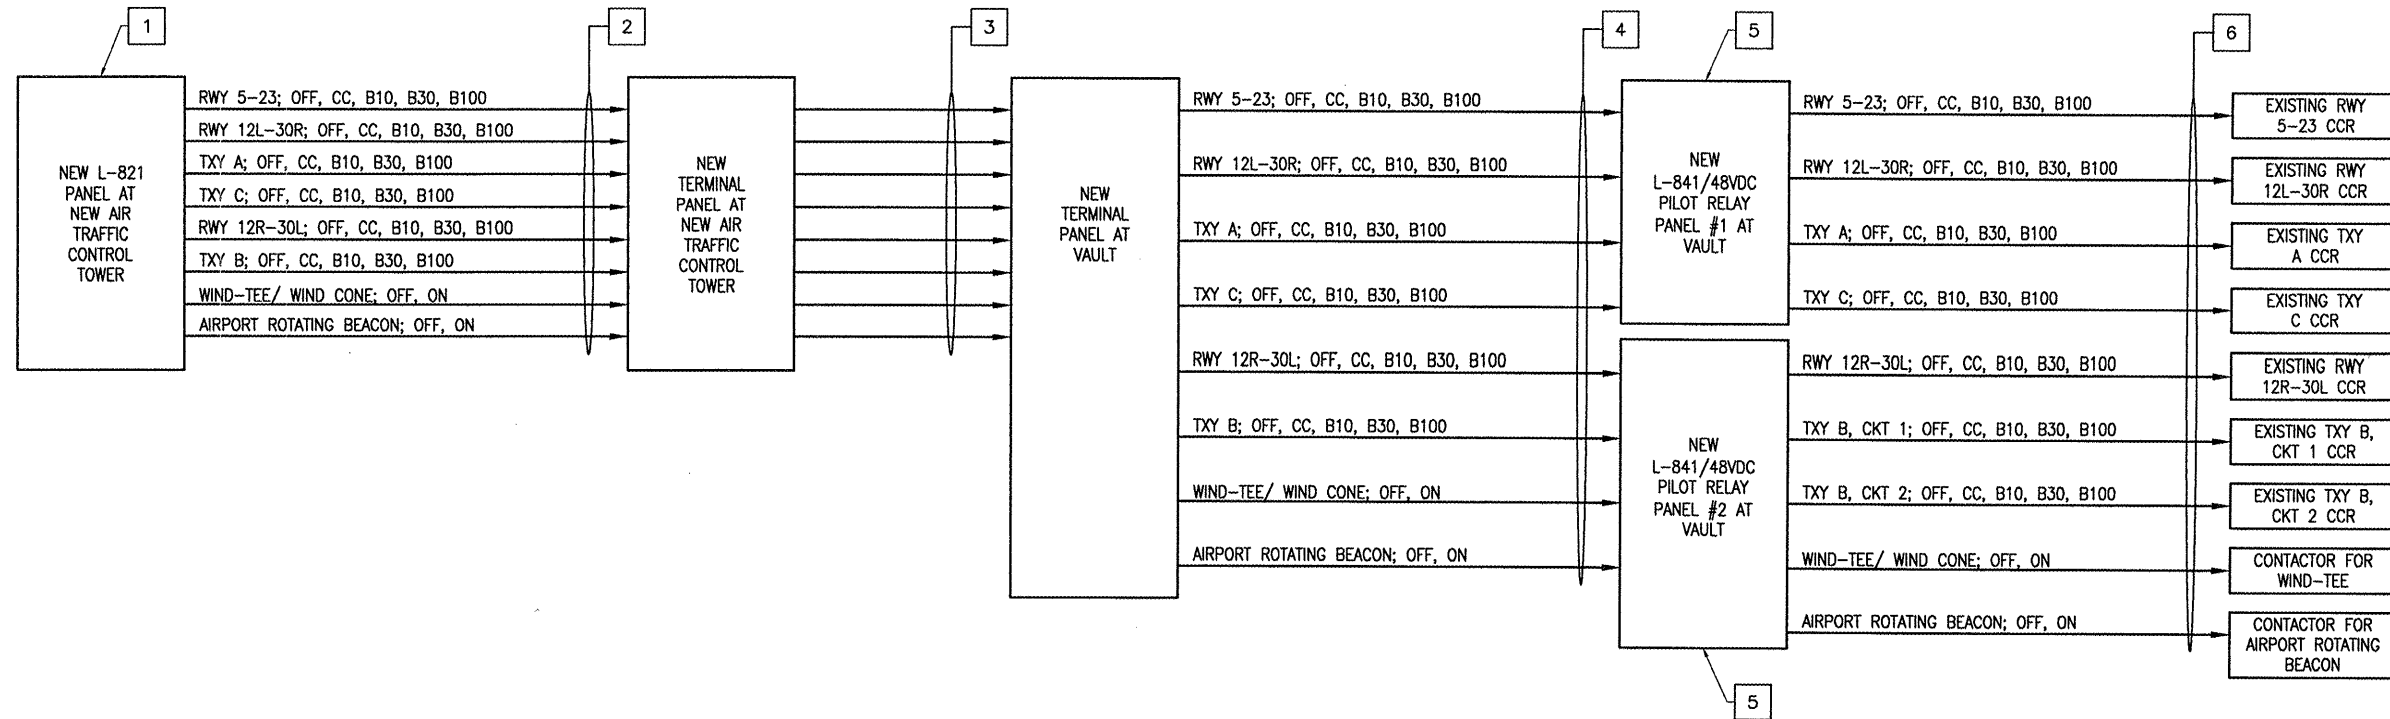 1
2
3
4
5
6
NEW L-821
PANEL AT
NEW AIR
TRAFFIC
CONTROL
TOWER
RWY 5-23; OFF, CC, B10, B30, B100
RWY 12L-30R; OFF, CC, B10, B30, B100
TXY A; OFF, CC, B10, B30, B100
TXY C; OFF, CC, B10, B30, B100
RWY 12R-30L; OFF, CC, B10, B30, B100
TXY B; OFF, CC, B10, B30, B100
WIND-TEE/ WIND CONE; OFF, ON
AIRPORT ROTATING BEACON; OFF, ON
NEW
TERMINAL
PANEL AT
NEW AIR
TRAFFIC
CONTROL
TOWER
NEW
TERMINAL
PANEL AT
VAULT
RWY 5-23; OFF, CC, B10, B30, B100
RWY 12L-30R; OFF, CC, B10, B30, B100
TXY A; OFF, CC, B10, B30, B100
TXY C; OFF, CC, B10, B30, B100
RWY 12R-30L; OFF, CC, B10, B30, B100
TXY B; OFF, CC, B10, B30, B100
WIND-TEE/ WIND CONE; OFF, ON
AIRPORT ROTATING BEACON; OFF, ON
NEW
L-841/48VDC
PILOT RELAY
PANEL #1 AT
VAULT
NEW
L-841/48VDC
PILOT RELAY
PANEL #2 AT
VAULT
5
RWY 5-23; OFF, CC, B10, B30, B100
RWY 12L-30R; OFF, CC, B10, B30, B100
TXY A; OFF, CC, B10, B30, B100
TXY C; OFF, CC, B10, B30, B100
RWY 12R-30L; OFF, CC, B10, B30, B100
TXY B, CKT 1; OFF, CC, B10, B30, B100
TXY B, CKT 2; OFF, CC, B10, B30, B100
WIND-TEE/ WIND CONE; OFF, ON
AIRPORT ROTATING BEACON; OFF, ON
EXISTING RWY
5-23 CCR
EXISTING RWY
12L-30R CCR
EXISTING TXY
A CCR
EXISTING TXY
C CCR
EXISTING RWY
12R-30L CCR
EXISTING TXY B,
CKT 1 CCR
EXISTING TXY B,
CKT 2 CCR
CONTACTOR FOR
WIND-TEE
CONTACTOR FOR
AIRPORT ROTATING
BEACON